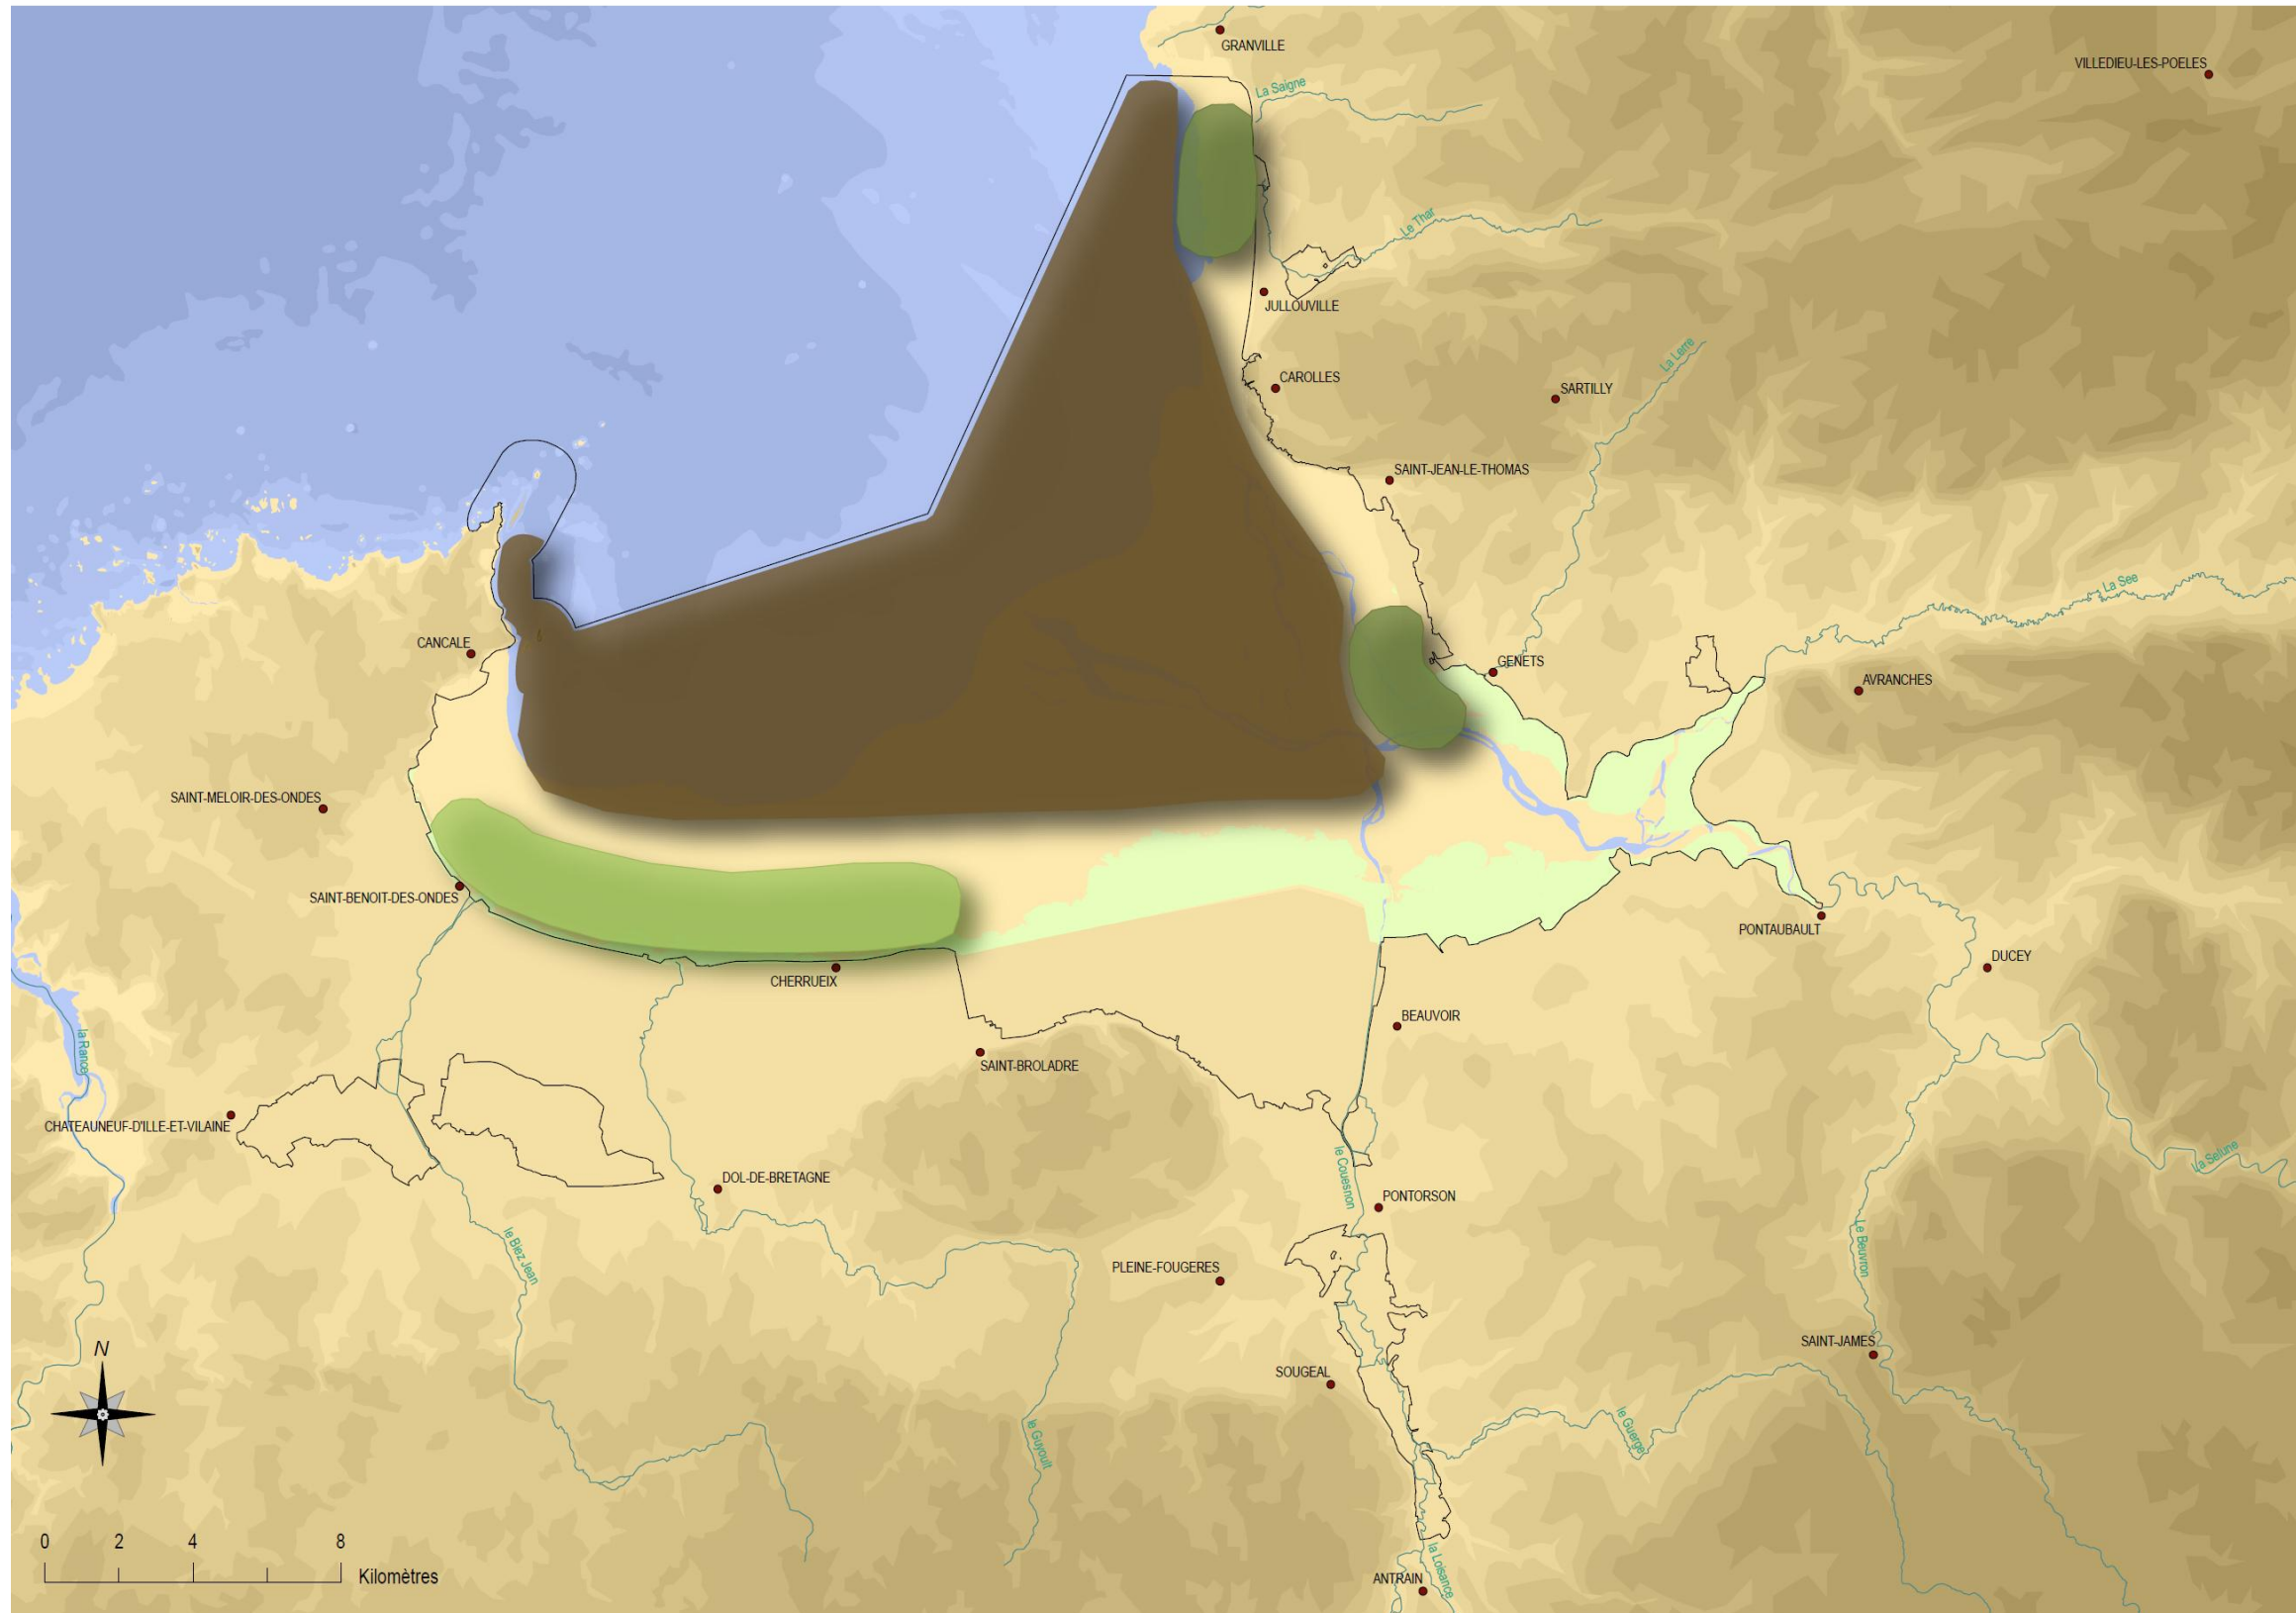 GRANVILLE
VILLEDIEU-LES-POELES
La Saigne
Le Thar
JULLOUVILLE
La Lerre
CAROLLES
SARTILLY
SAINT-JEAN-LE-THOMAS
La See
CANCALE
GENETS
AVRANCHES
SAINT-MELOIR-DES-ONDES
SAINT-BENOIT-DES-ONDES
PONTAUBAULT
DUCEY
CHERRUEIX
BEAUVOIR
la Rance
SAINT-BROLADRE
CHATEAUNEUF-D'ILLE-ET-VILAINE
La Selune
le Couesnon
DOL-DE-BRETAGNE
PONTORSON
le Biez Jean
Le Beuvron
PLEINE-FOUGERES
SAINT-JAMES
N
SOUGEAL
le Guerge
le Guyoult
0 2 4 8
Kilomètres
la Loisance
ANTRAIN